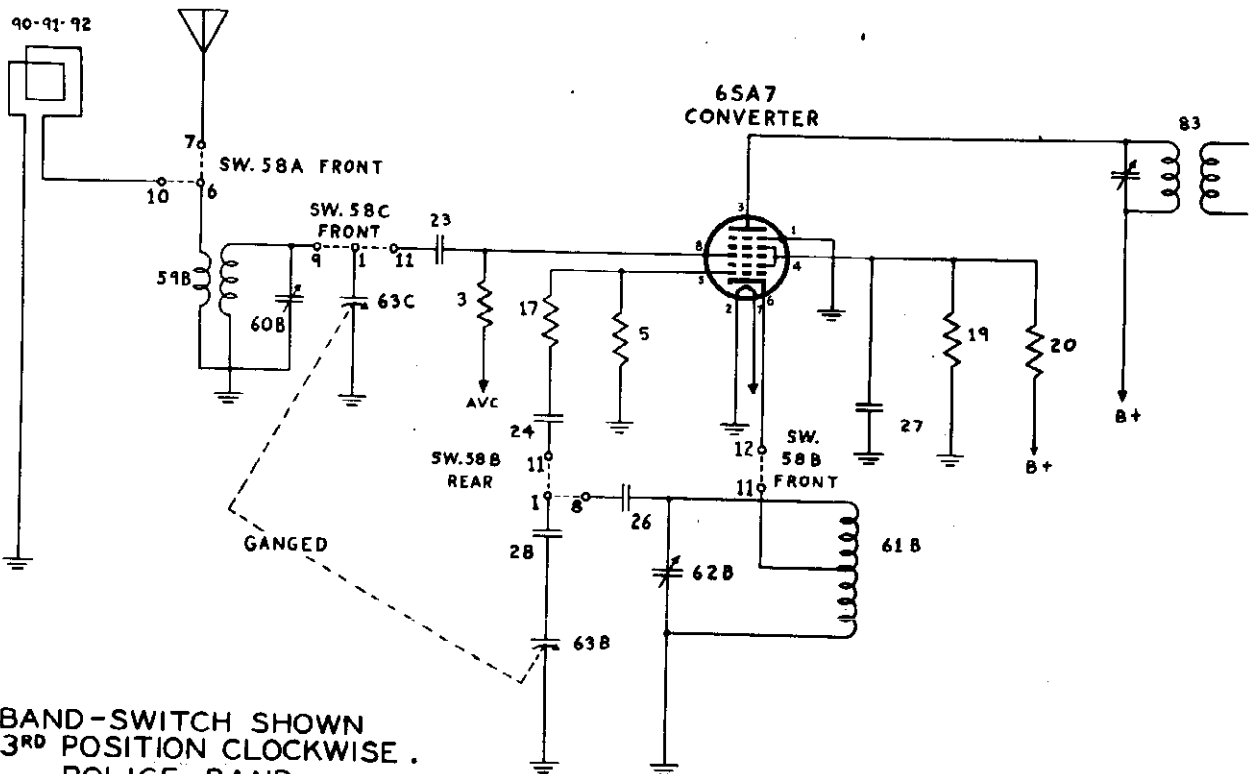 90-91-92
6SA7
CONVERTER
83
7
SW. 58A FRONT
10
6
SW. 58C
FRONT
23
9
1
11
59B
60B
63C
3
AVC
17
5
24
3
1
8
4
5
2
7
6
19
20
27
B+
B+
SW. 58B
REAR
11
1
8
26
28
12
SW.
58B
FRONT
11
61B
62B
63B
GANGED
BAND-SWITCH SHOWN
3RD POSITION CLOCKWISE.
POLICE BAND